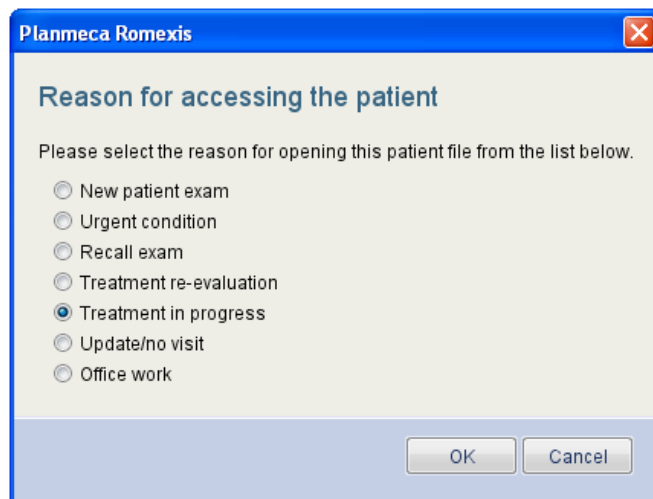 Planmeca Romexis
Reason for accessing the patient
Please select the reason for opening this patient file from the list below.
New patient exam
Urgent condition
Recall exam
Treatment re-evaluation
Treatment in progress
Update/no visit
Office work
OK Cancel